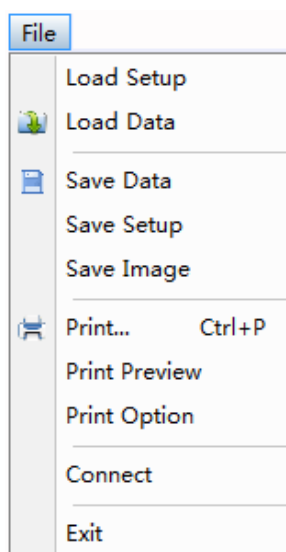 File
Load Setup
Load Data
Save Data
Save Setup
Save Image
Print... Ctrl+P
Print Preview
Print Option
Connect
Exit